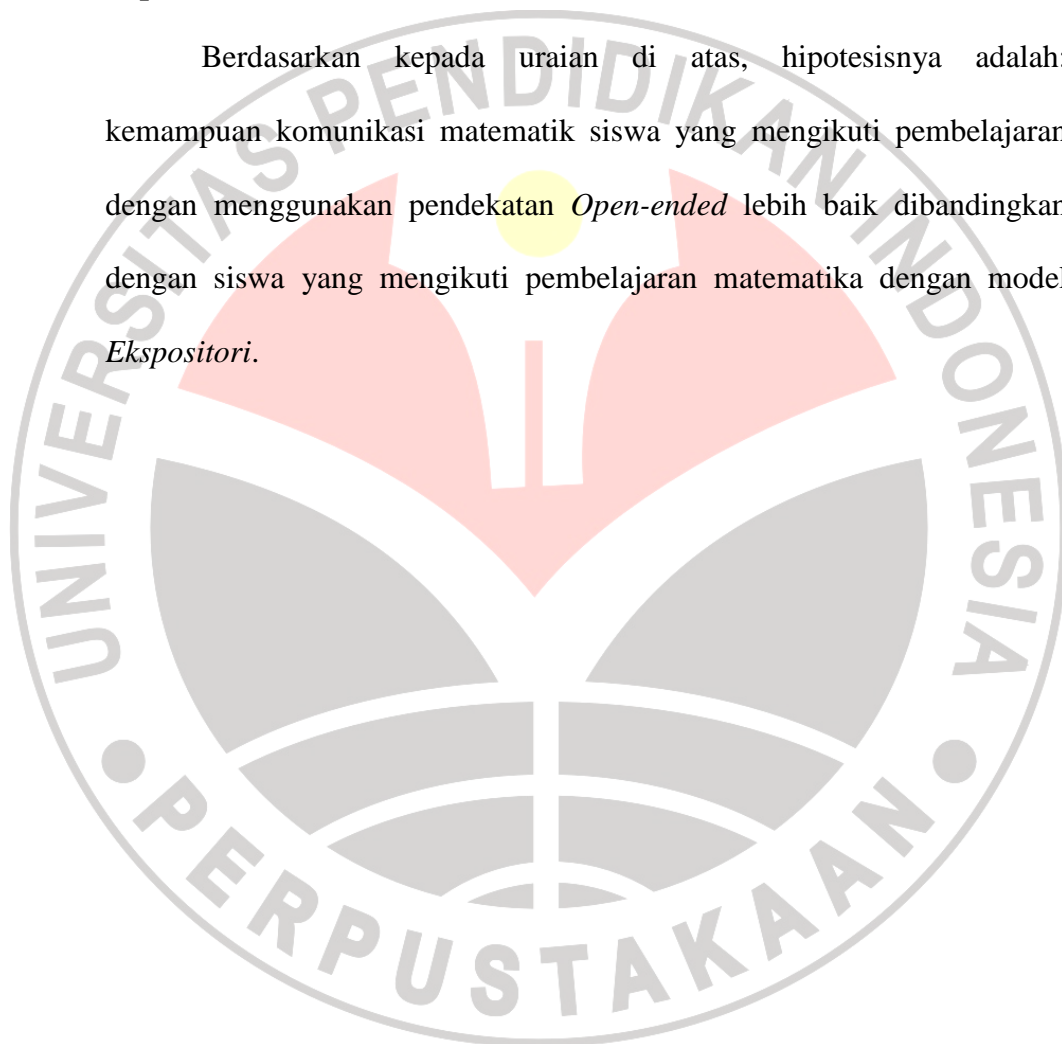 Berdasarkan kepada uraian di atas, hipotesisnya adalah:
kemampuan komunikasi matematik siswa yang mengikuti pembelajaran
dengan menggunakan pendekatan Open-ended lebih baik dibandingkan
dengan siswa yang mengikuti pembelajaran matematika dengan model
Ekspositori.
UNIVERSITAS PENDIDIKAN INDONESIA
PERPUSTAKAAN